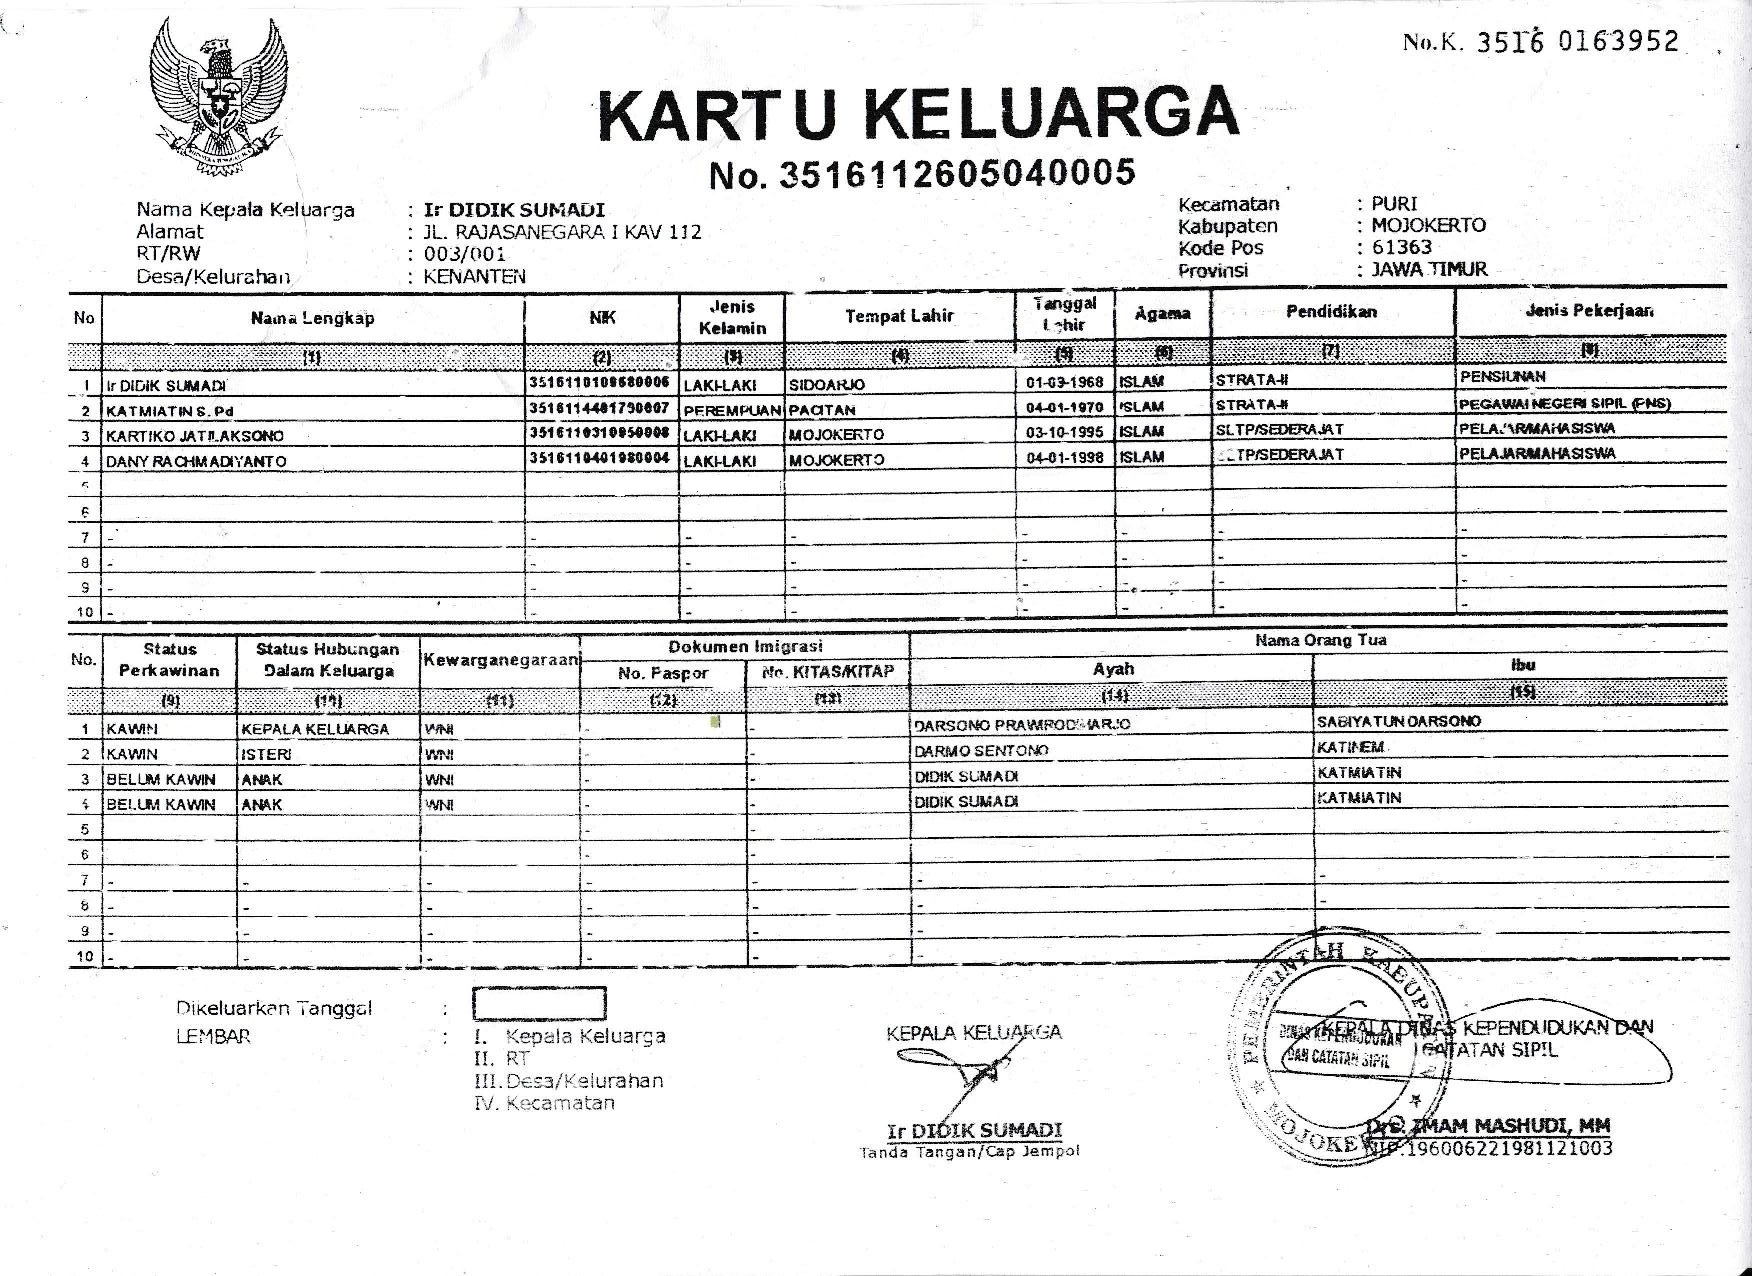 No.K. 3516 0163952
KARTU KELUARGA
No. 3516112605040005
Nama Kepala Keluarga : Ir DIDIK SUMADI
Alamat : JL. RAJASANEGARA I KAV 112
RT/RW : 003/001
Desa/Kelurahan : KENANTEN
Kecamatan : PURI
Kabupaten : MOJOKERTO
Kode Pos : 61363
Provinsi : JAWA TIMUR
No Nama Lengkap NIK Jenis Kelamin Tempat Lahir Tanggal Lahir Agama Pendidikan Jenis Pekerjaan
(1) (2) (3) (4) (5) (6) (7) (8)
1 Ir DIDIK SUMADI LAKI-LAKI SIDOARJO 01-09-1968 ISLAM STRATA-II PENSIUNAN
2 KATMIATIN S. Pd PEREMPUAN PACITAN 04-01-1970 ISLAM STRATA-II PEGAWAI NEGERI SIPIL (PNS)
3 KARTIKO JATILAKSONO LAKI-LAKI MOJOKERTO 03-10-1995 ISLAM SLTP/SEDERAJAT PELAJAR/MAHASISWA
4 DANY RACHMADIYANTO LAKI-LAKI MOJOKERTO 04-01-1998 ISLAM SLTP/SEDERAJAT PELAJAR/MAHASISWA
5
6
7 - - - - - - - -
8 - - - - - - - -
9 - - - - - - - -
10 - - - - - - - -
No. Status Perkawinan Status Hubungan Dalam Keluarga Kewarganegaraan Dokumen Imigrasi Nama Orang Tua
No. Paspor No. KITAS/KITAP Ayah Ibu
(9) (10) (11) (12) (13) (14) (15)
1 KAWIN KEPALA KELUARGA WNI - - DARSONO SABIYATUN DARSONO
2 KAWIN ISTERI WNI - - DARMO SENTONO KATINEM
3 BELUM KAWIN ANAK WNI - - DIDIK SUMADI KATMIATIN
4 BELUM KAWIN ANAK WNI - - DIDIK SUMADI KATMIATIN
5 - -
6 - -
7 - - - - - - -
8 - - - - - - -
9 - - - - - -
10 - - - - - -
Dikeluarkan Tanggal :
LEMBAR : I. Kepala Keluarga
II. RT
III. Desa/Kelurahan
IV. Kecamatan
KEPALA KELUARGA
Ir DIDIK SUMADI
Tanda Tangan/Cap Jempol
KEPALA DINAS KEPENDUDUKAN DAN
CATATAN SIPIL
PEMERINTAH KABUPATEN
MOJOKERTO
DINAS KEPENDUDUKAN
DAN CATATAN SIPIL
Drs. IMAM MASHUDI, MM
NIP.196006221981121003